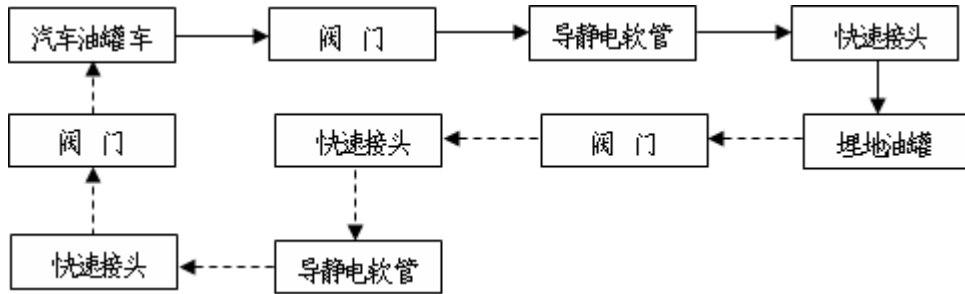 汽车油罐车
阀 门
导静电软管
快速接头
阀 门
快速接头
阀 门
埋地油罐
快速接头
导静电软管